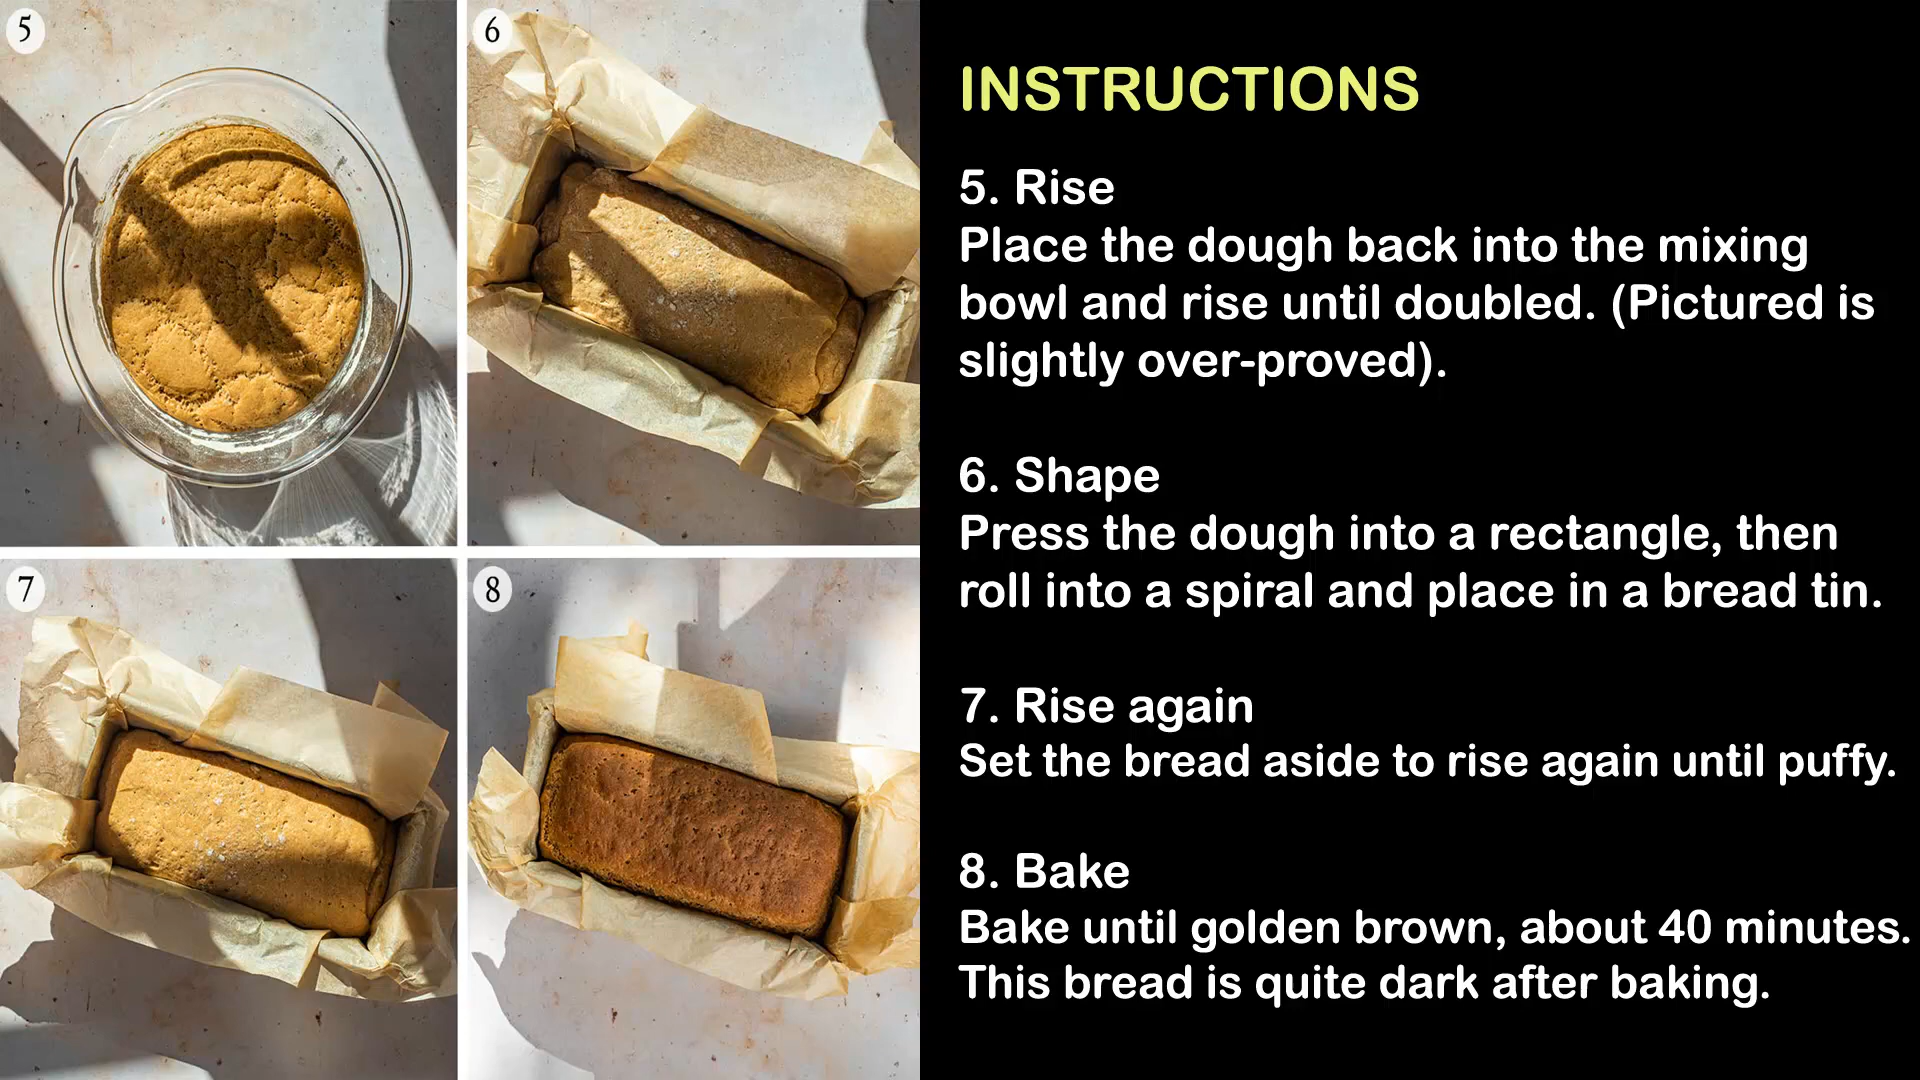 5
6
7
8
INSTRUCTIONS
5. Rise
Place the dough back into the mixing
bowl and rise until doubled. (Pictured is
slightly over-proved).
6. Shape
Press the dough into a rectangle, then
roll into a spiral and place in a bread tin.
7. Rise again
Set the bread aside to rise again until puffy.
8. Bake
Bake until golden brown, about 40 minutes.
This bread is quite dark after baking.